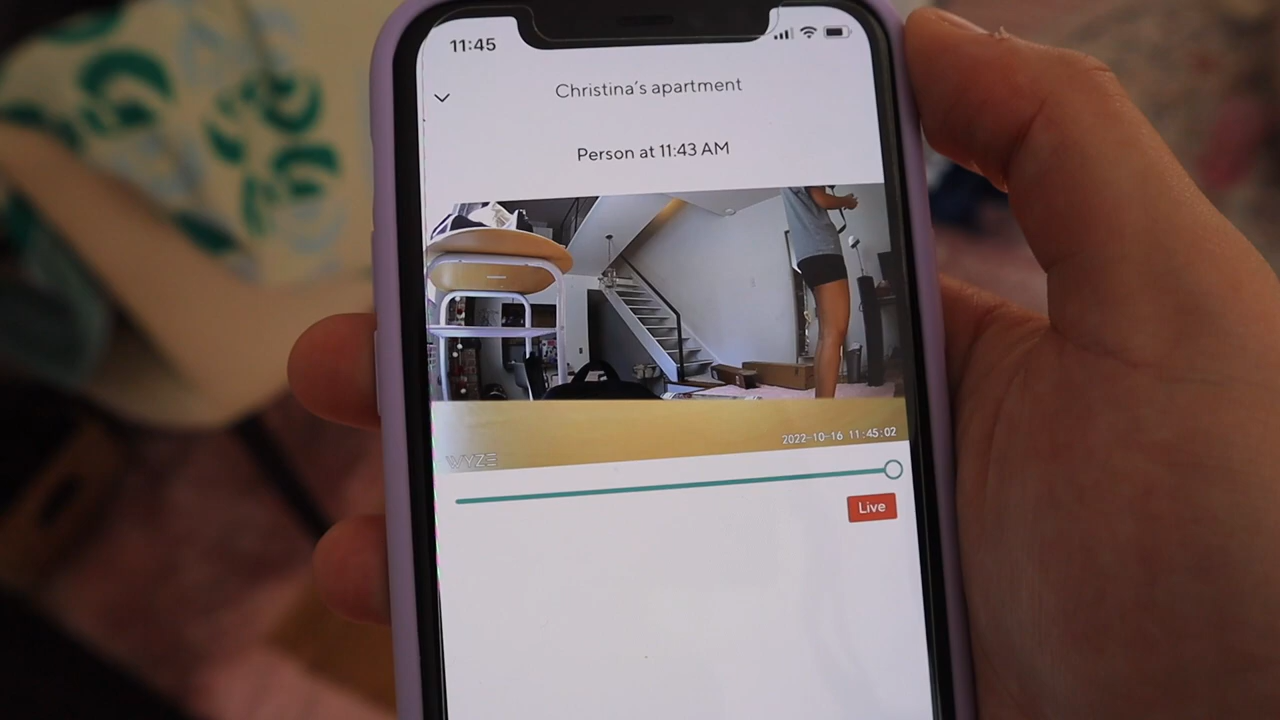 11:45
Christina's apartment
Person at 11:43 AM
2022-10-16 11:45:02
WYZE
Live